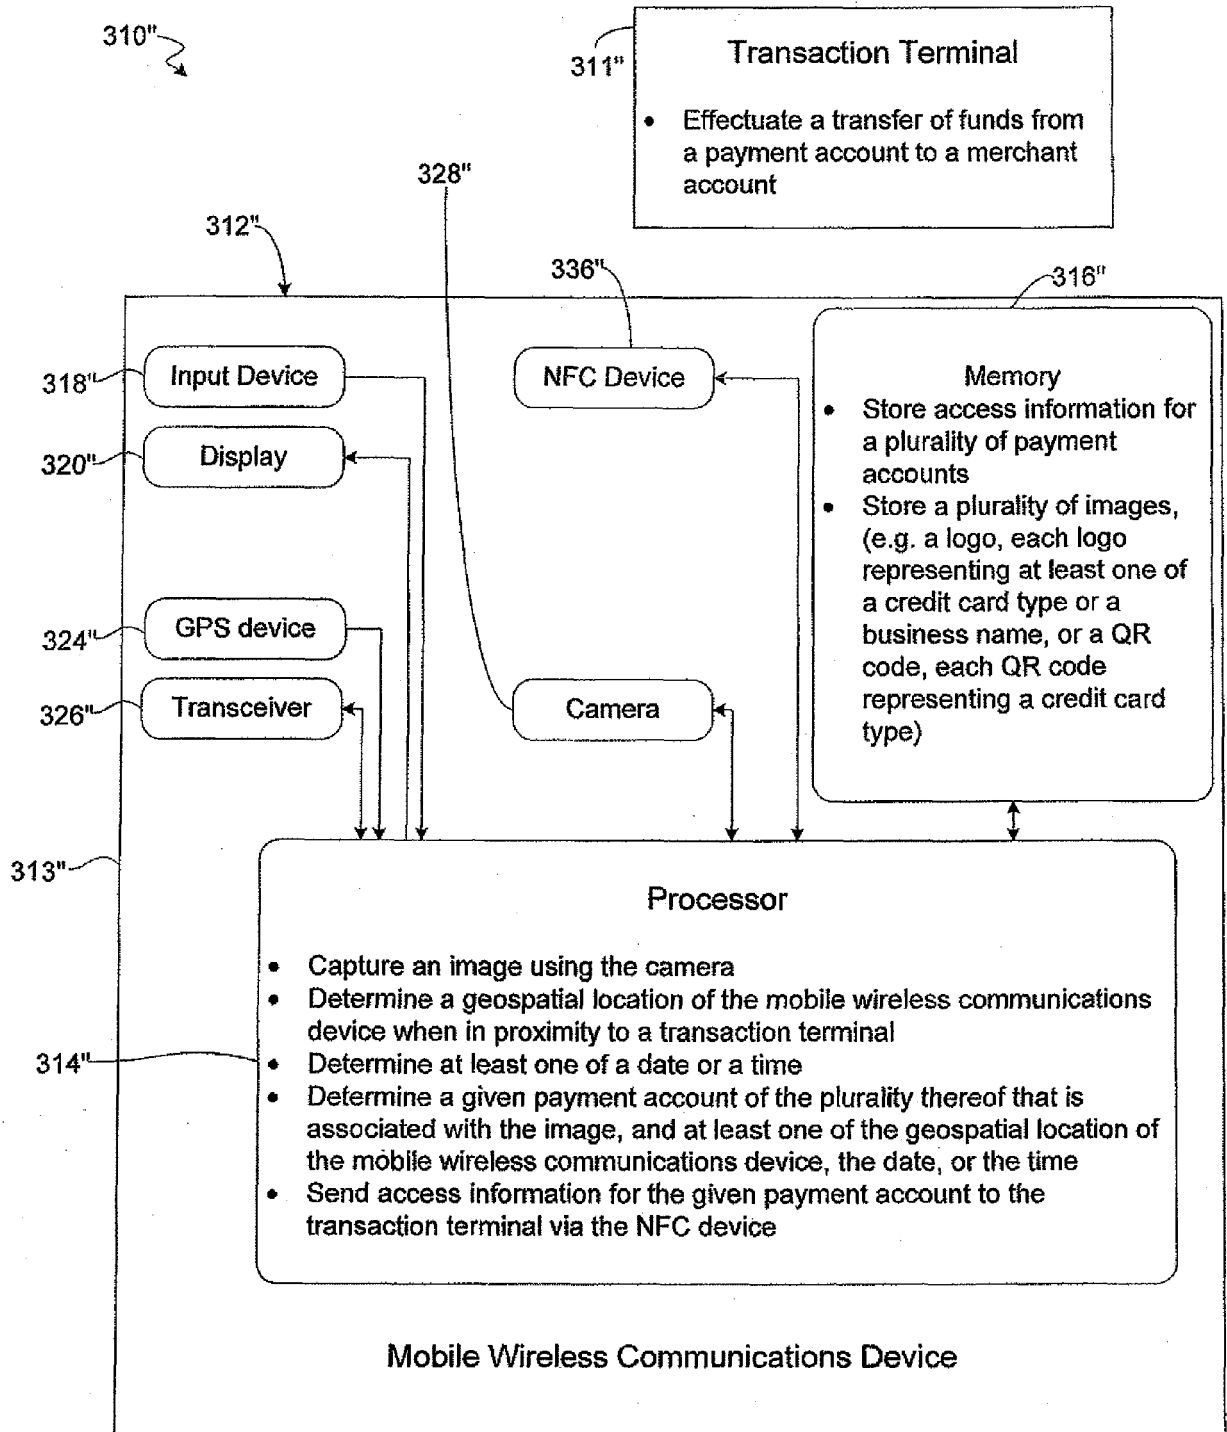 310"
311"
Transaction Terminal
• Effectuate a transfer of funds from
a payment account to a merchant
account
328"
312"
336"
316"
318"
Input Device
NFC Device
320"
Display
Memory
• Store access information for
a plurality of payment
accounts
• Store a plurality of images,
(e.g. a logo, each logo
representing at least one of
a credit card type or a
business name, or a QR
code, each QR code
representing a credit card
type)
324"
GPS device
326"
Transceiver
Camera
313"
314"
Processor
• Capture an image using the camera
• Determine a geospatial location of the mobile wireless communications
device when in proximity to a transaction terminal
• Determine at least one of a date or a time
• Determine a given payment account of the plurality thereof that is
associated with the image, and at least one of the geospatial location of
the mobile wireless communications device, the date, or the time
• Send access information for the given payment account to the
transaction terminal via the NFC device
Mobile Wireless Communications Device